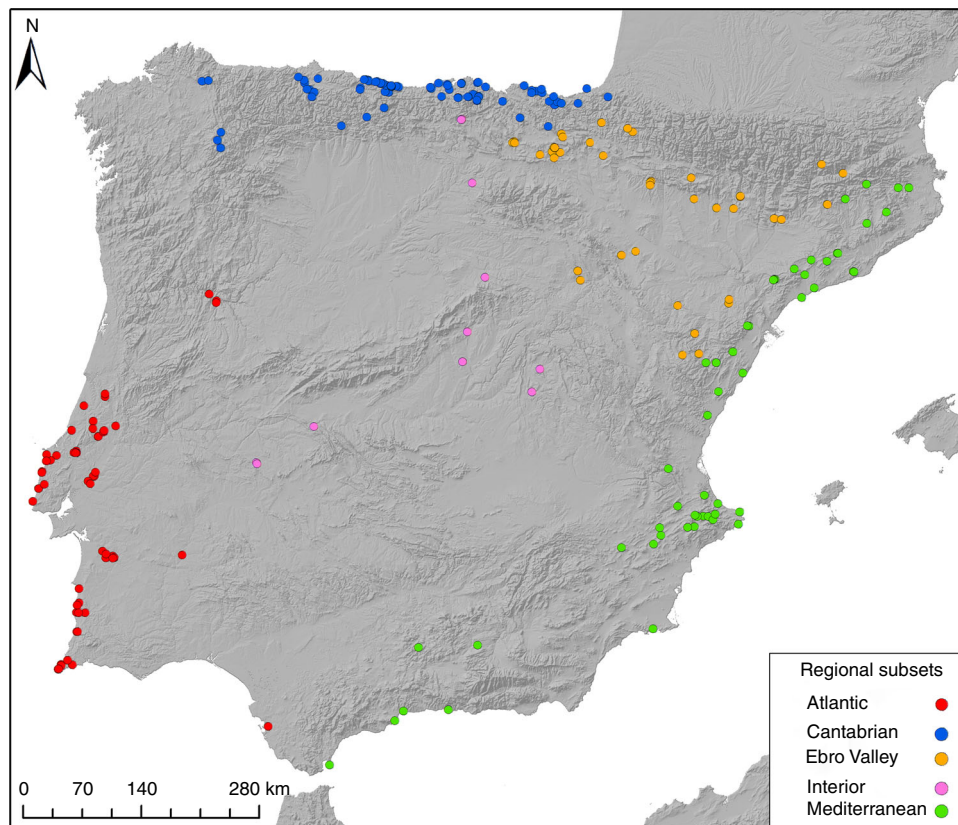 N
Regional subsets
Atlantic
Cantabrian
Ebro Valley
Interior
Mediterranean
0 70 140 280 km